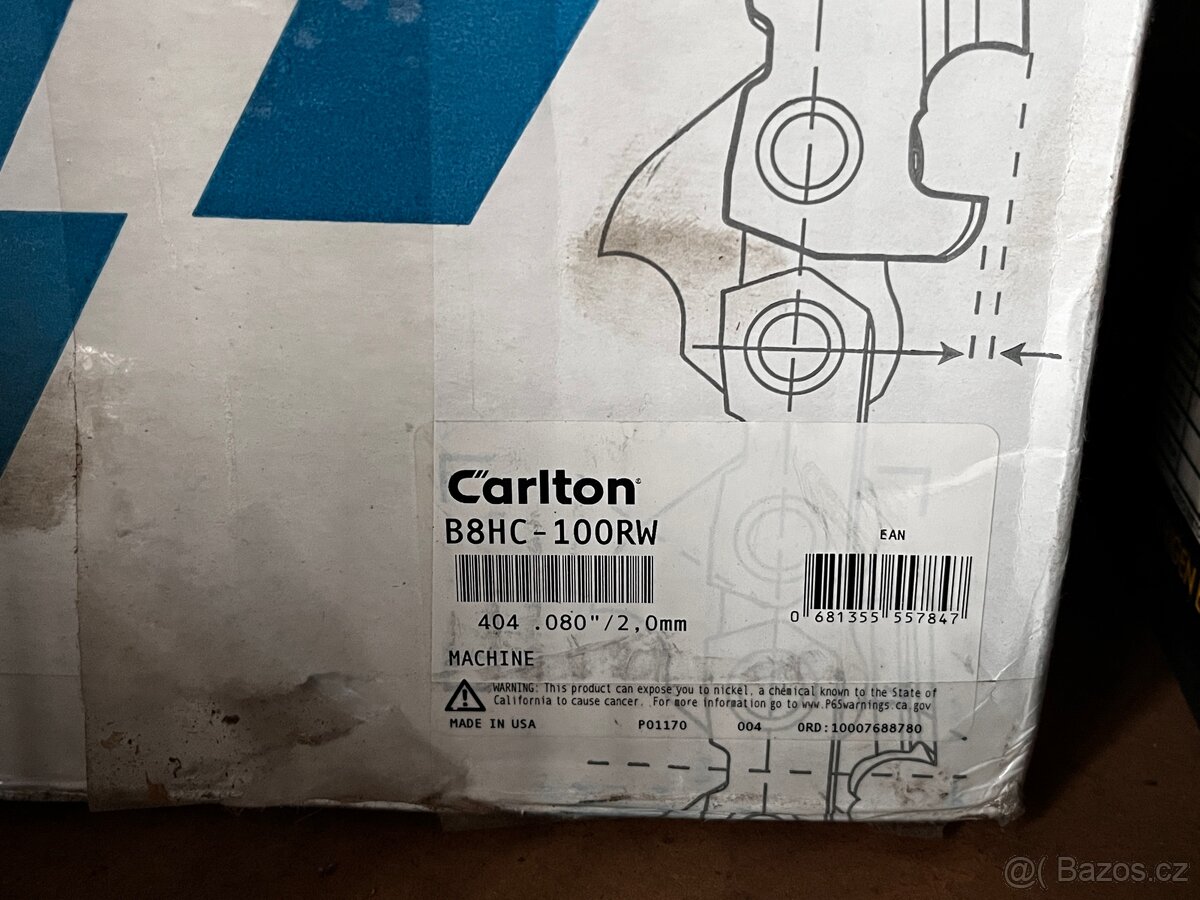 Carlton
B8HC-100RW
EAN
404 .080"/2,0mm
0 681355 557847
MACHINE
WARNING: This product can expose you to nickel, a chemical known to the State of
California to cause cancer. For more information go to www.P65warnings.ca.gov
MADE IN USA P01170 004 ORD:10007688780
@( Bazos.cz